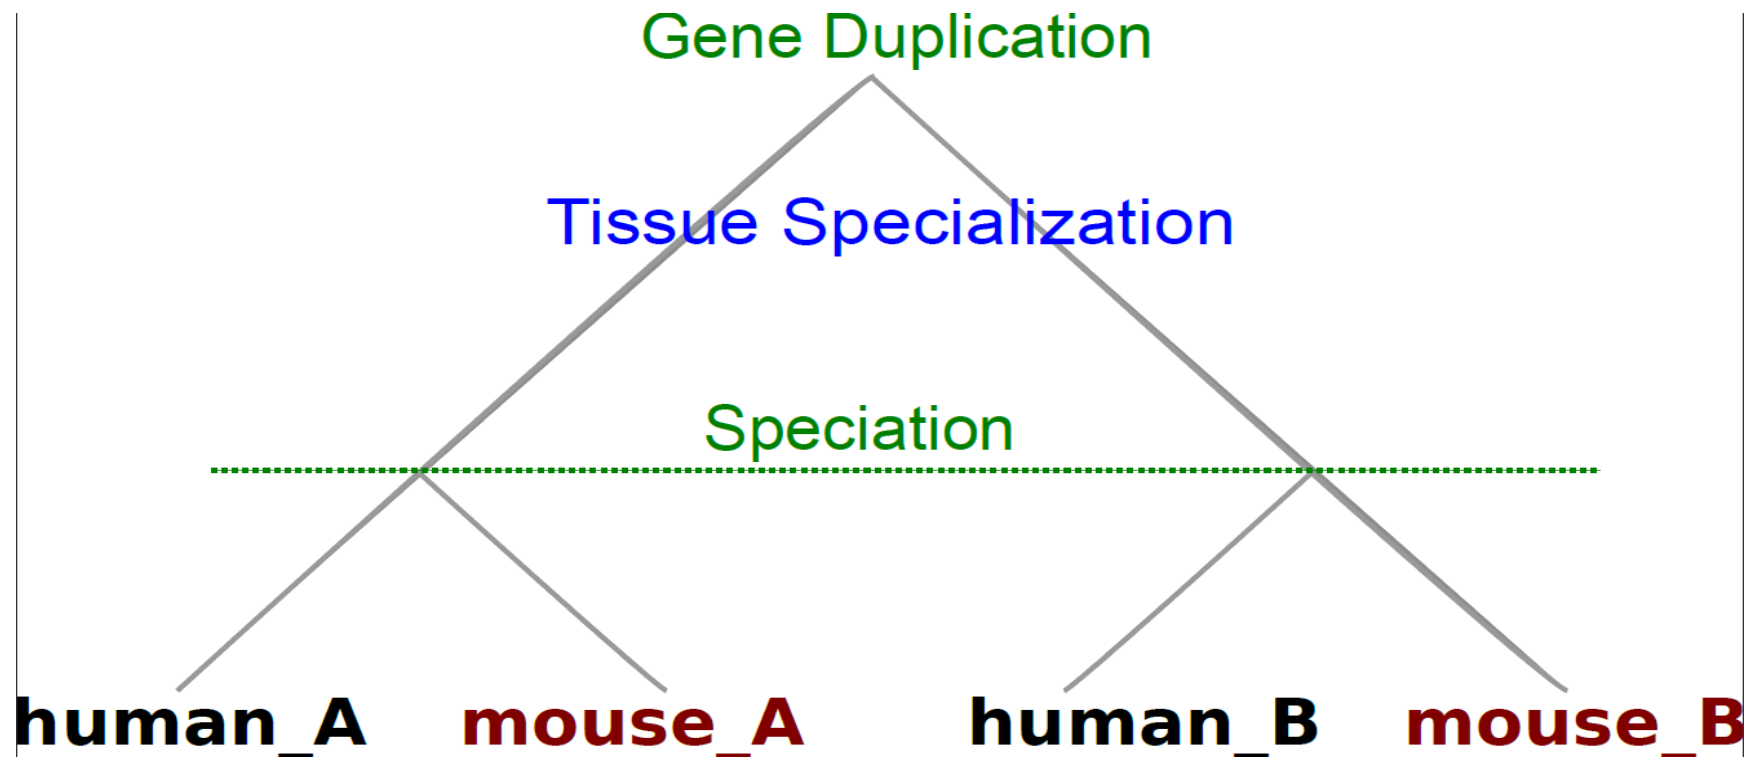 Gene Duplication
Tissue Specialization
Speciation
human_A mouse_A human_B mouse_B